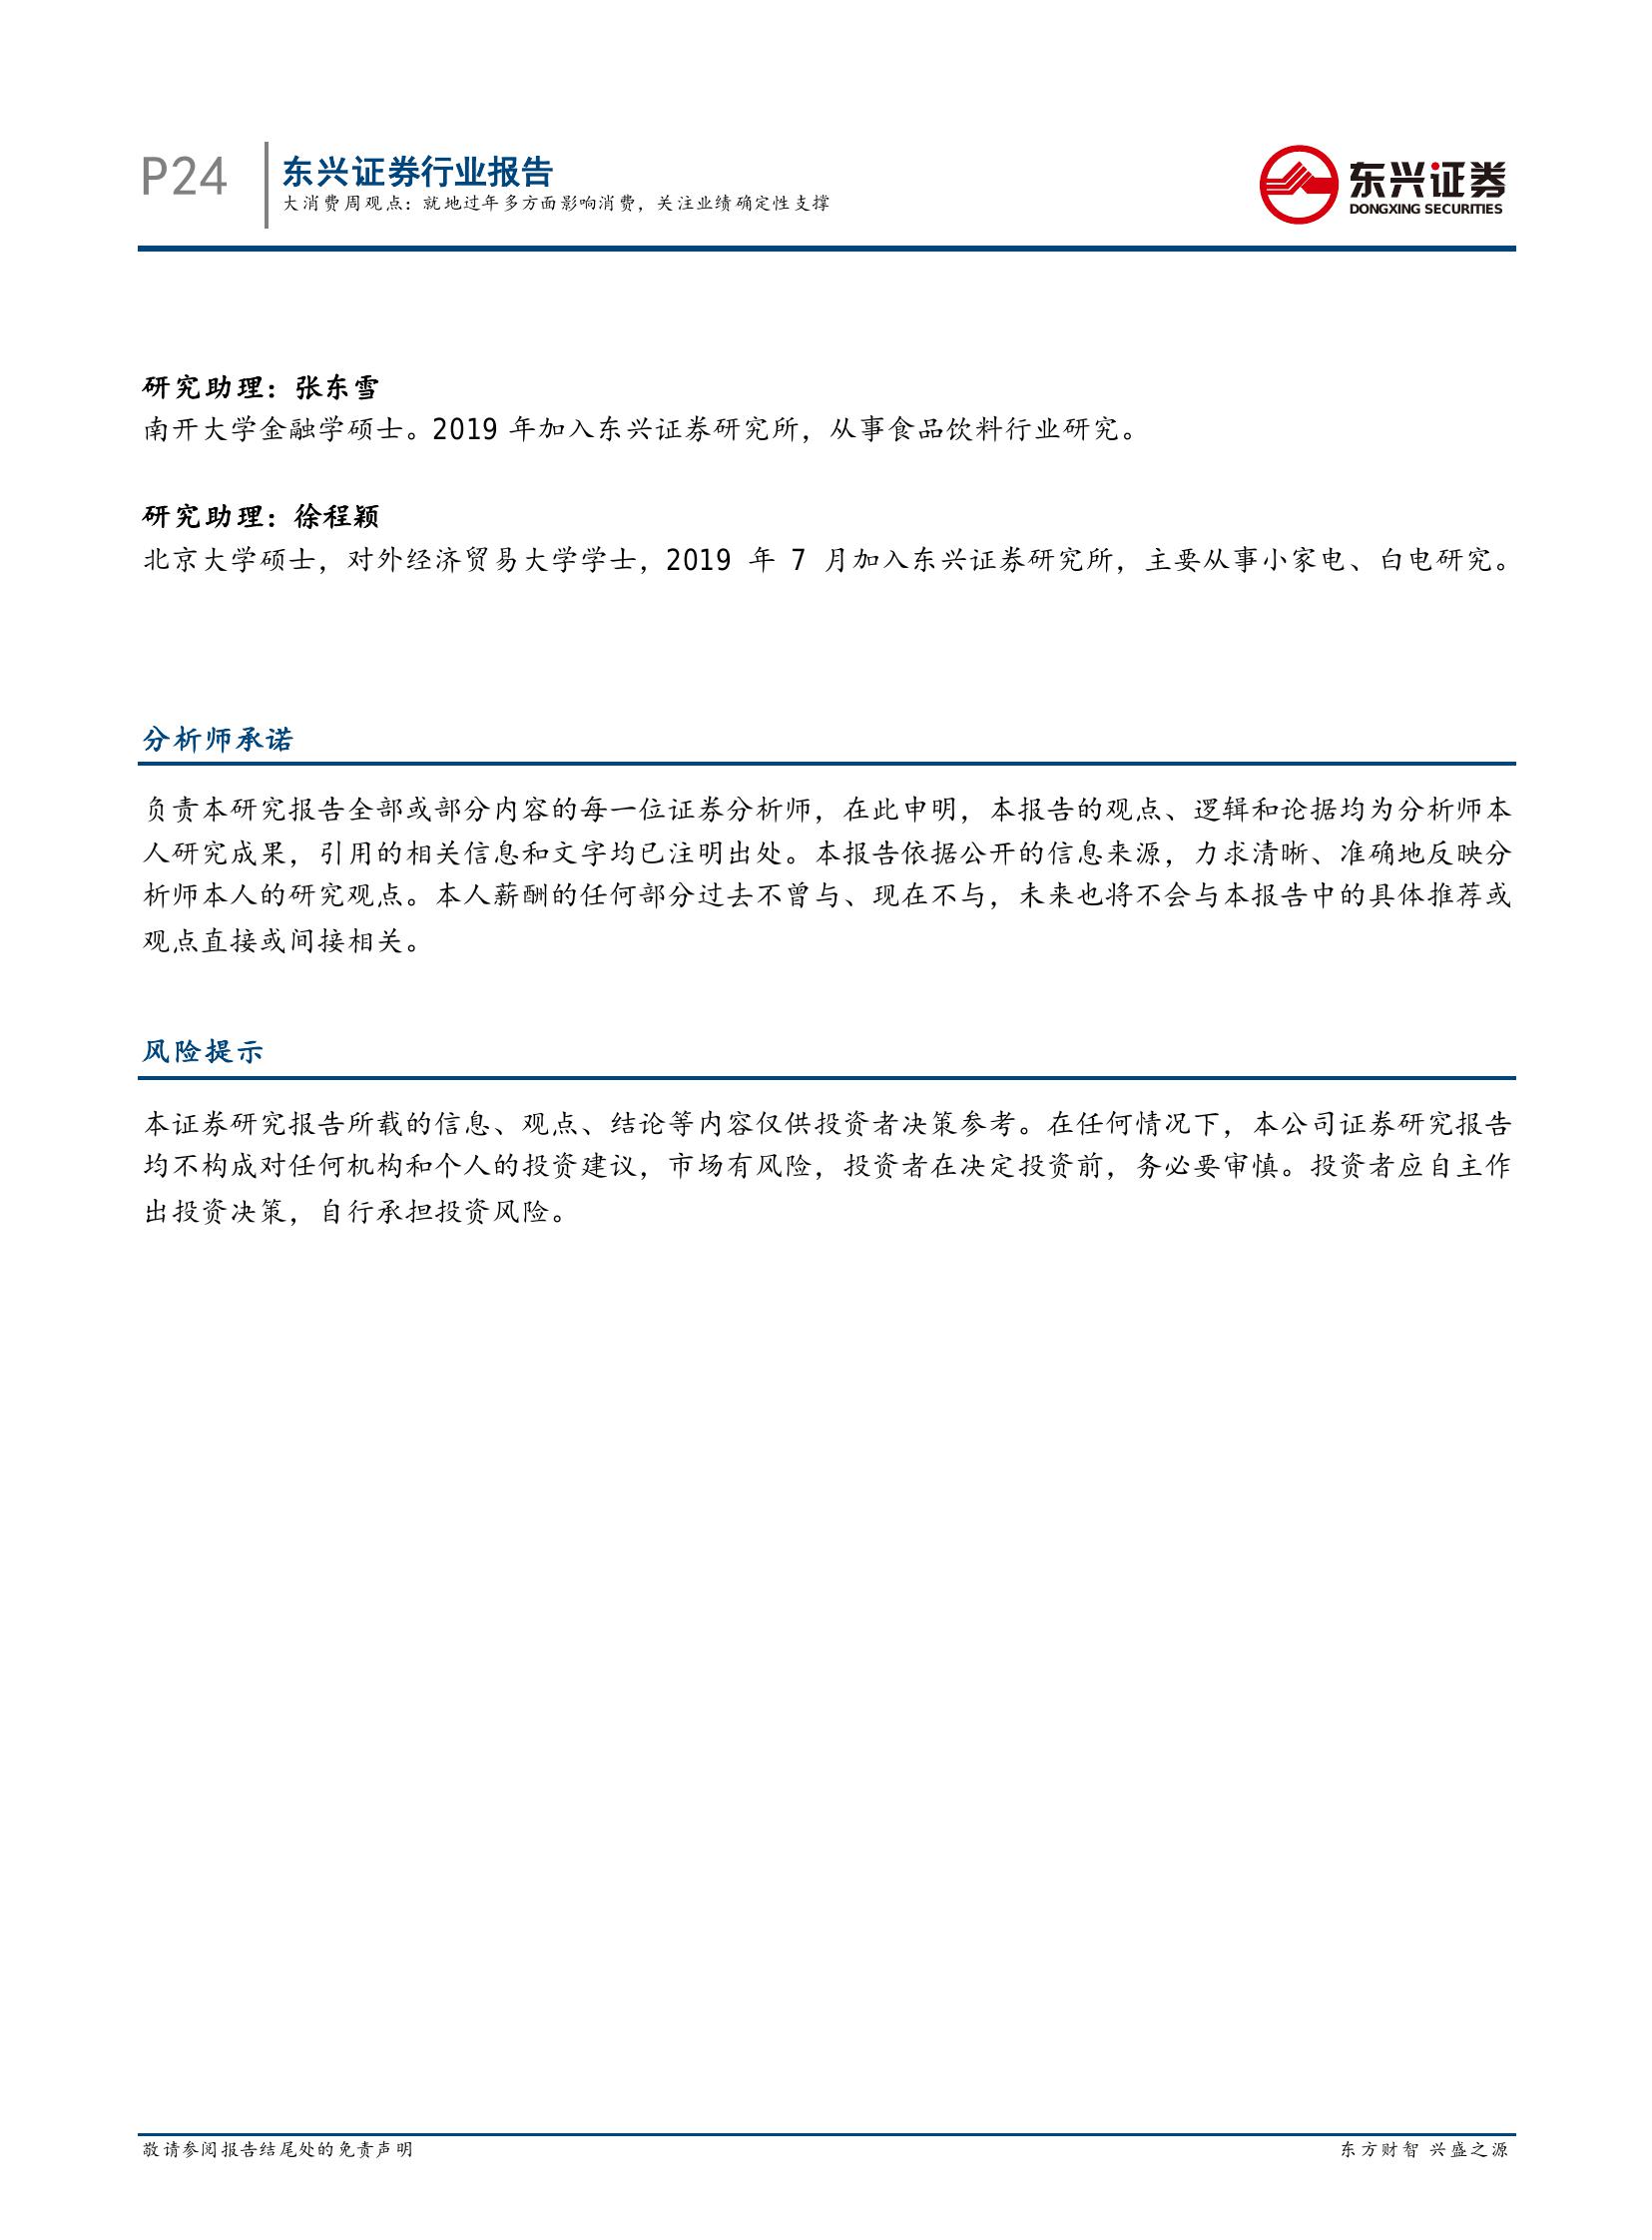 P24
东兴证券行业报告
大消费周观点：就地过年多方面影响消费，关注业绩确定性支撑
东兴证券
DONGXING SECURITIES
研究助理：张东雪
南开大学金融学硕士。2019 年加入东兴证券研究所，从事食品饮料行业研究。
研究助理：徐程颖
北京大学硕士，对外经济贸易大学学士，2019 年 7 月加入东兴证券研究所，主要从事小家电、白电研究。
分析师承诺
负责本研究报告全部或部分内容的每一位证券分析师，在此申明，本报告的观点、逻辑和论据均为分析师本
人研究成果，引用的相关信息和文字均已注明出处。本报告依据公开的信息来源，力求清晰、准确地反映分
析师本人的研究观点。本人薪酬的任何部分过去不曾与、现在不与，未来也将不会与本报告中的具体推荐或
观点直接或间接相关。
风险提示
本证券研究报告所载的信息、观点、结论等内容仅供投资者决策参考。在任何情况下，本公司证券研究报告
均不构成对任何机构和个人的投资建议，市场有风险，投资者在决定投资前，务必要审慎。投资者应自主作
出投资决策，自行承担投资风险。
敬请参阅报告结尾处的免责声明
东方财智 兴盛之源